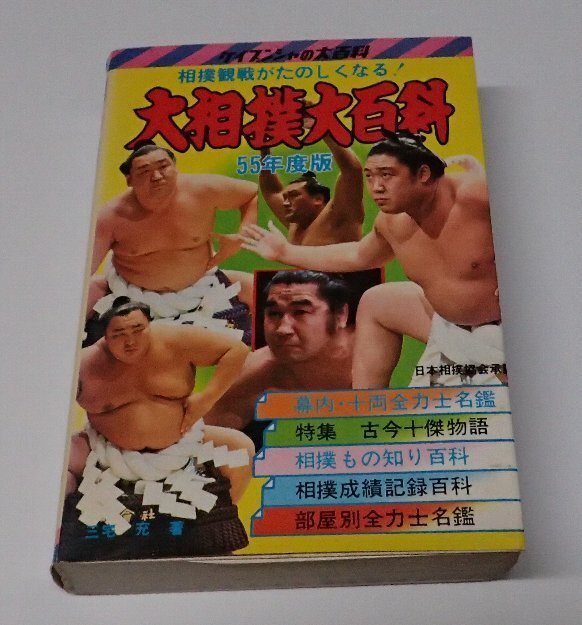 ケイブンシャの大百科
相撲観戦がたのしくなる!
大相撲大百科
55年度版
日本相撲協会承
幕内・十両全力士名鑑
特集 古今十傑物語
相撲もの知り百科
相撲成績記録百科
部屋別全力士名鑑
会社
三宅 充 著